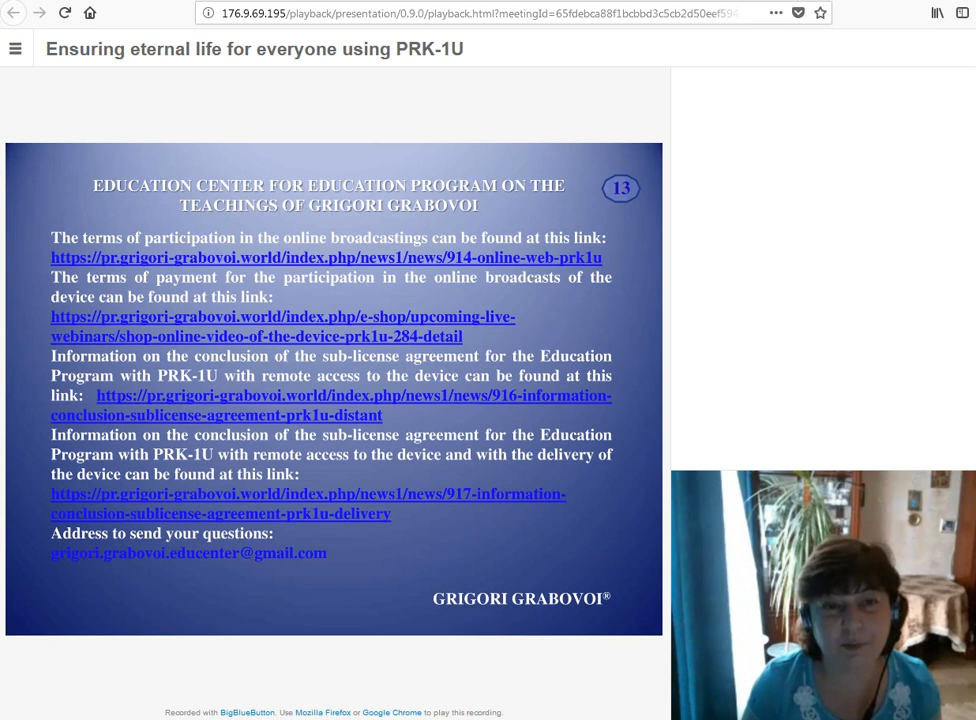 176.9.69.195/playback/presentation/0.9.0/playback.html?meetingId=65fdebca88f1bcbbd3c5cb2d50eef594
Ensuring eternal life for everyone using PRK-1U
EDUCATION CENTER FOR EDUCATION PROGRAM ON THE
TEACHINGS OF GRIGORI GRABOVOI
13
The terms of participation in the online broadcastings can be found at this link:
https://pr.grigori-grabovoi.world/index.php/news1/news/914-online-web-prk1u
The terms of payment for the participation in the online broadcasts of the
device can be found at this link:
https://pr.grigori-grabovoi.world/index.php/e-shop/upcoming-live-
webinars/shop-online-video-of-the-device-prk1u-284-detail
Information on the conclusion of the sub-license agreement for the Education
Program with PRK-1U with remote access to the device can be found at this
link: https://pr.grigori-grabovoi.world/index.php/news1/news/916-information-
conclusion-sublicense-agreement-prk1u-distant
Information on the conclusion of the sub-license agreement for the Education
Program with PRK-1U with remote access to the device and with the delivery of
the device can be found at this link:
https://pr.grigori-grabovoi.world/index.php/news1/news/917-information-
conclusion-sublicense-agreement-prk1u-delivery
Address to send your questions:
grigori.grabovoi.educenter@gmail.com
GRIGORI GRABOVOI®
Recorded with BigBlueButton. Use Mozilla Firefox or Google Chrome to play this recording.